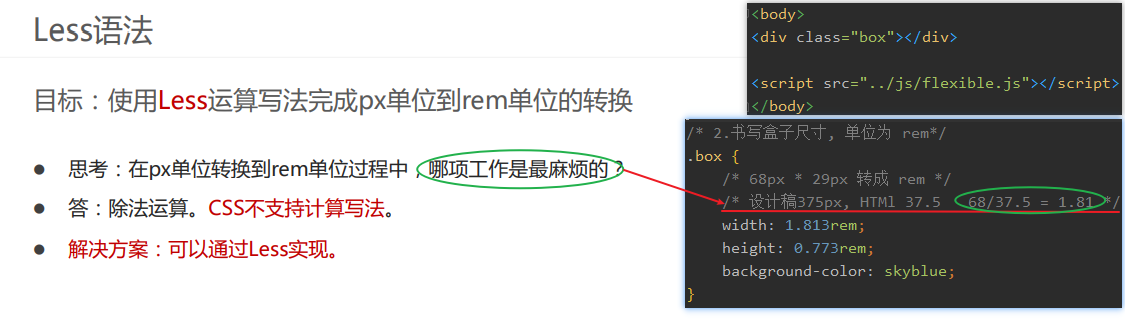 Less语法
目标：使用Less运算写法完成px单位到rem单位的转换
● 思考：在px单位转换到rem单位过程中，哪项工作是最麻烦的？
● 答：除法运算。CSS不支持计算写法。
● 解决方案：可以通过Less实现。
<body>
<div class="box"></div>
<script src="../js/flexible.js"></script>
</body>
/* 2.书写盒子尺寸, 单位为 rem*/
.box {
/* 68px * 29px 转成 rem */
/* 设计稿375px, HTMl 37.5 68/37.5 = 1.81 */
width: 1.813rem;
height: 0.773rem;
background-color: skyblue;
}